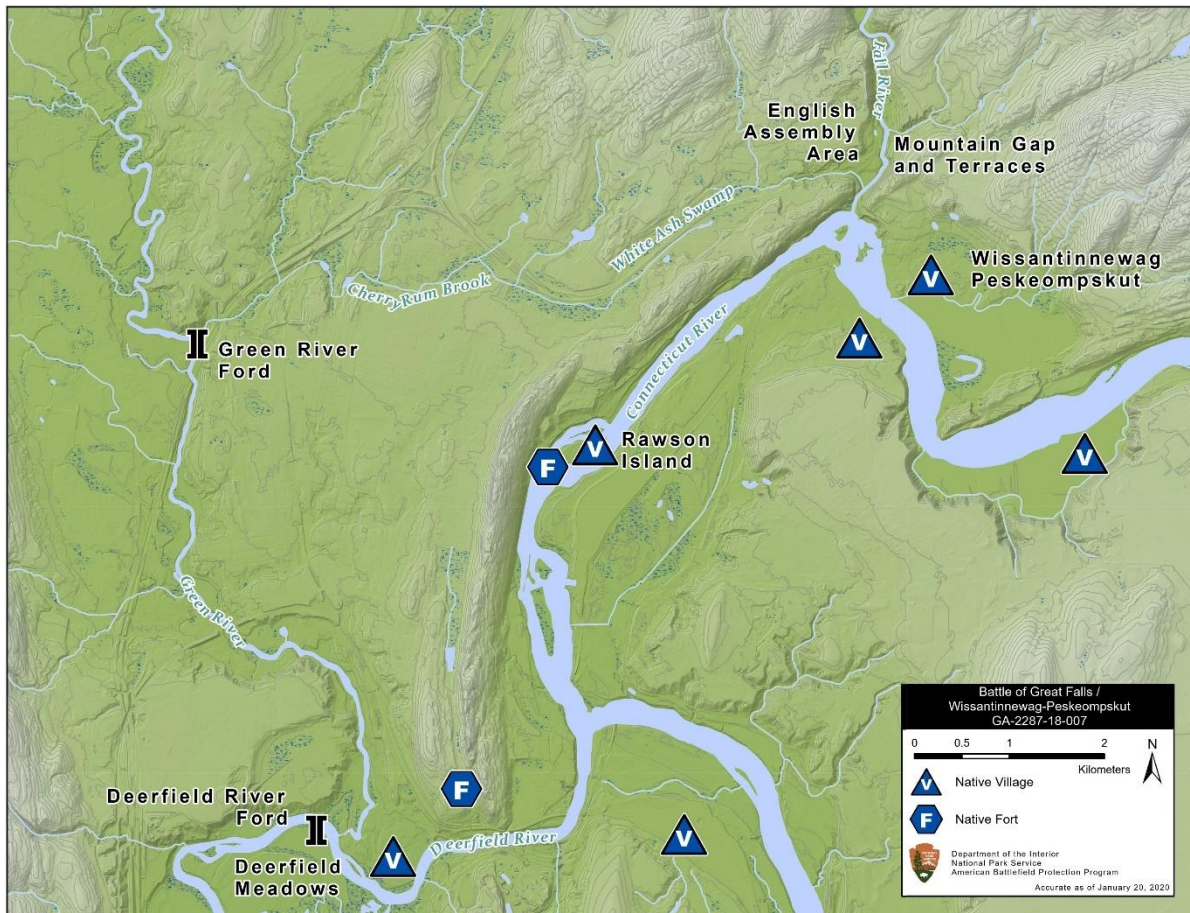 Fall River
English
Assembly
Area
Mountain Gap
and Terraces
White Ash Swamp
Wissantinnewag
Peskeompskut
Cherry Rum Brook
V
Connecticut River
Green River
Ford
V
Rawson
Island
V
F
V
Green River
F
Deerfield River
Ford
Deerfield
Meadows
V
Deerfield River
V
Battle of Great Falls /
Wissantinnewag-Peskeompskut
GA-2287-18-007
0 0.5 1 2
Kilometers
N
V Native Village
F Native Fort
Department of the Interior
National Park Service
American Battlefield Protection Program
Accurate as of January 20, 2020